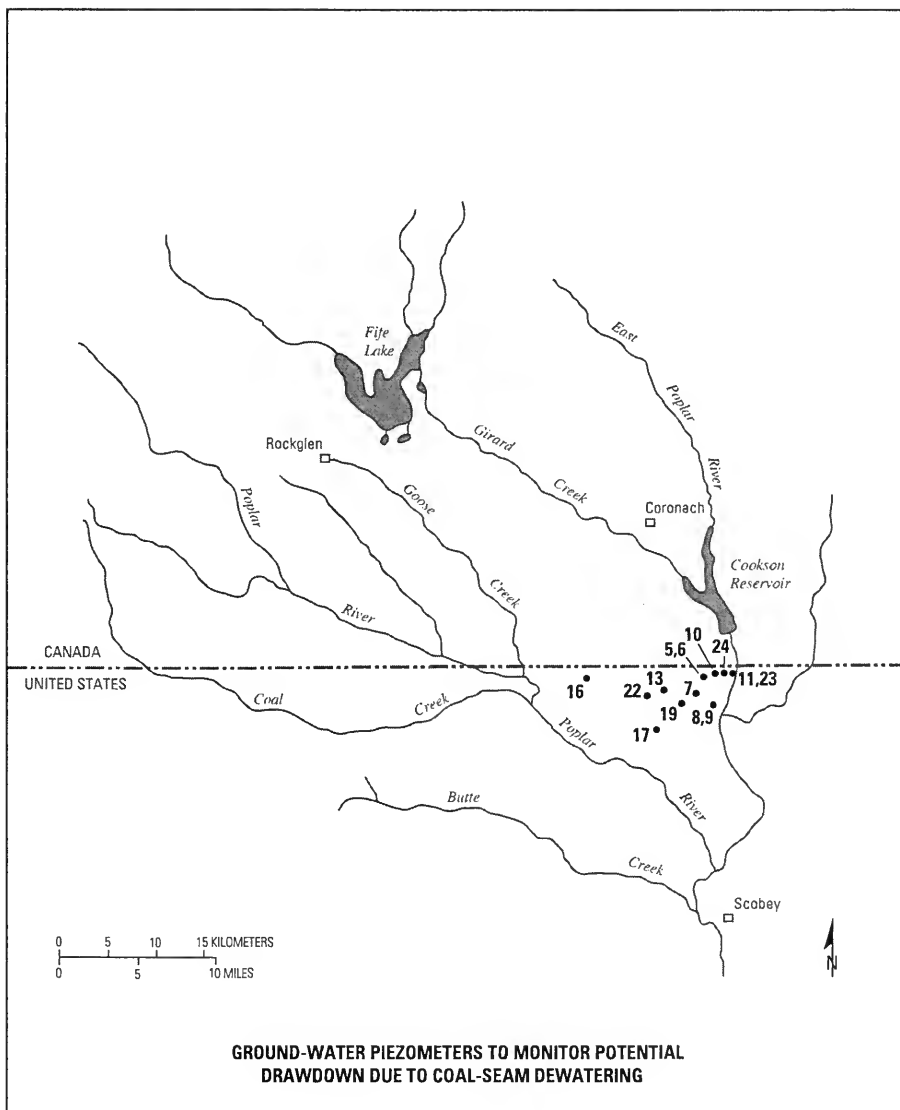 Fife
Lake
East
Poplar
River
Rockglen
Girard
Creek
Goose
Creek
Coronach
Cookson
Reservoir
Poplar
River
CANADA
UNITED STATES
10
24
5,6
11,23
16
13
22
7
19
8,9
17
Coal
Creek
Poplar
River
Butte
Creek
Scobey
0 5 10 15 KILOMETERS
0 5 10 MILES
N
GROUND-WATER PIEZOMETERS TO MONITOR POTENTIAL
DRAWDOWN DUE TO COAL-SEAM DEWATERING